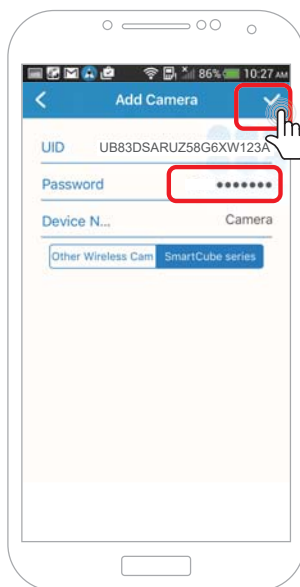 86% 10:27 AM
Add Camera
UID UB83DSARUZ58G6XW123A
Password •••••••
Device N... Camera
Other Wireless Cam SmartCube series